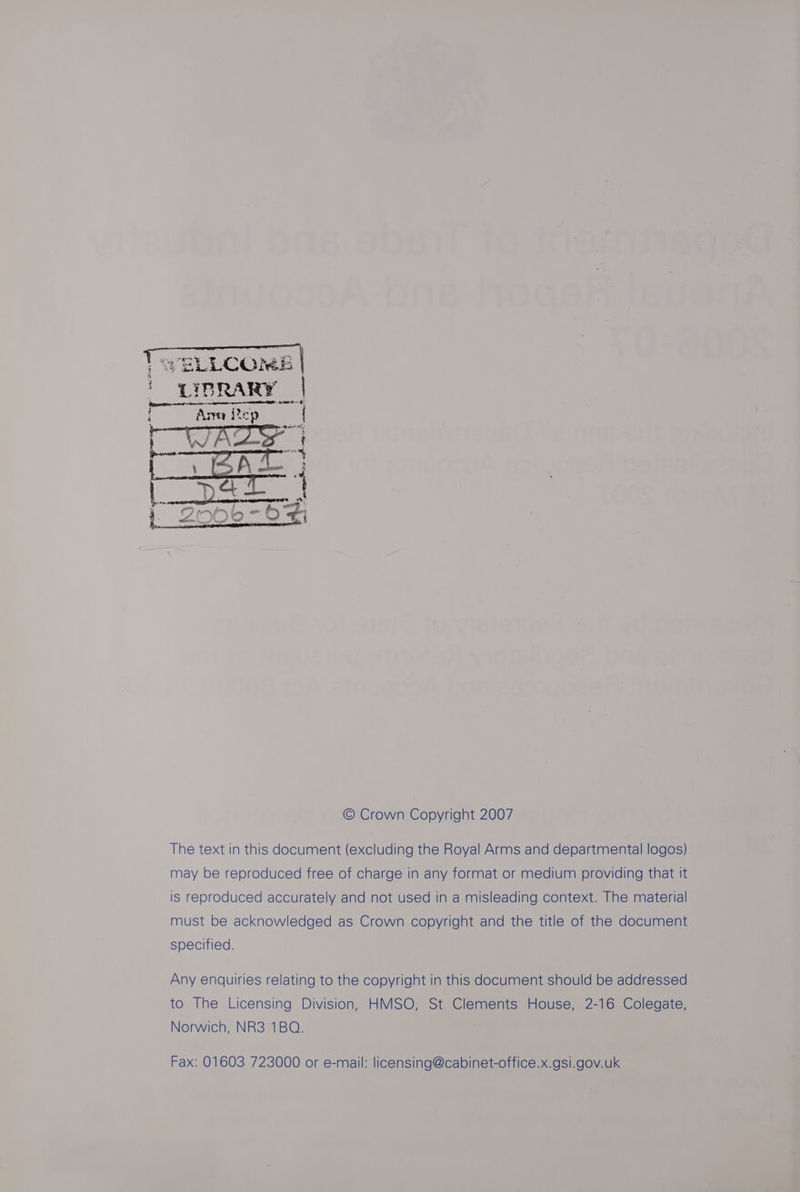 WELLCOME
LIBRARY
Ann Rep
WA28
BA1
D41
2006-07
© Crown Copyright 2007
The text in this document (excluding the Royal Arms and departmental logos)
may be reproduced free of charge in any format or medium providing that it
is reproduced accurately and not used in a misleading context. The material
must be acknowledged as Crown copyright and the title of the document
specified.
Any enquiries relating to the copyright in this document should be addressed
to The Licensing Division, HMSO, St Clements House, 2-16 Colegate,
Norwich, NR3 1BQ.
Fax: 01603 723000 or e-mail: licensing@cabinet-office.x.gsi.gov.uk